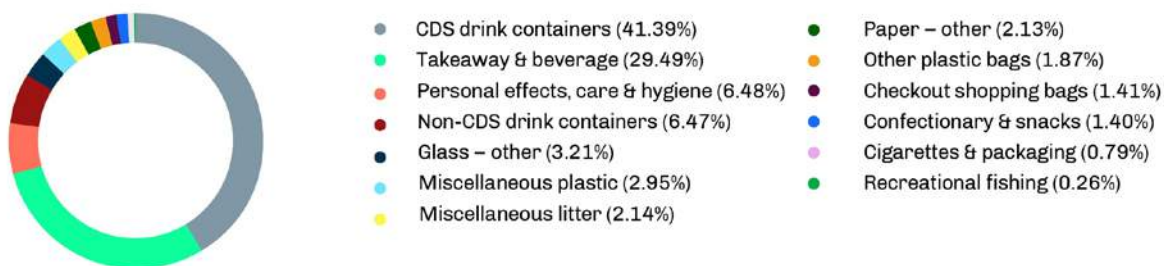 CDS drink containers (41.39%)
Takeaway & beverage (29.49%)
Personal effects, care & hygiene (6.48%)
Non-CDS drink containers (6.47%)
Glass – other (3.21%)
Miscellaneous plastic (2.95%)
Miscellaneous litter (2.14%)
Paper – other (2.13%)
Other plastic bags (1.87%)
Checkout shopping bags (1.41%)
Confectionary & snacks (1.40%)
Cigarettes & packaging (0.79%)
Recreational fishing (0.26%)